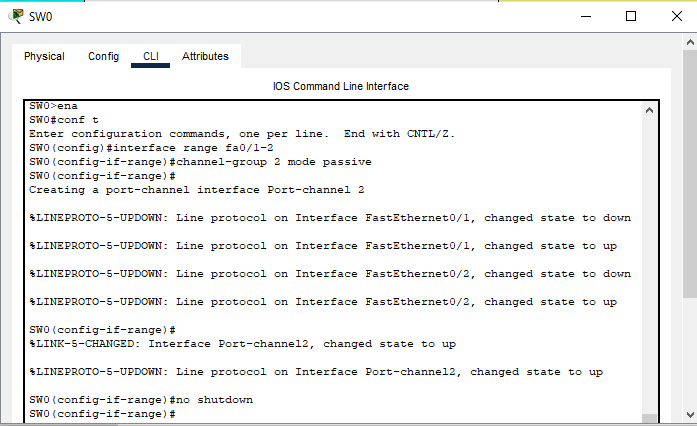 SW0
Physical Config CLI Attributes
IOS Command Line Interface
SW0>ena
SW0#conf t
Enter configuration commands, one per line.  End with CNTL/Z.
SW0(config)#interface range fa0/1-2
SW0(config-if-range)#channel-group 2 mode passive
SW0(config-if-range)#
Creating a port-channel interface Port-channel 2
%LINEPROTO-5-UPDOWN: Line protocol on Interface FastEthernet0/1, changed state to down
%LINEPROTO-5-UPDOWN: Line protocol on Interface FastEthernet0/1, changed state to up
%LINEPROTO-5-UPDOWN: Line protocol on Interface FastEthernet0/2, changed state to down
%LINEPROTO-5-UPDOWN: Line protocol on Interface FastEthernet0/2, changed state to up
SW0(config-if-range)#
%LINK-5-CHANGED: Interface Port-channel2, changed state to up
%LINEPROTO-5-UPDOWN: Line protocol on Interface Port-channel2, changed state to up
SW0(config-if-range)#no shutdown
SW0(config-if-range)#